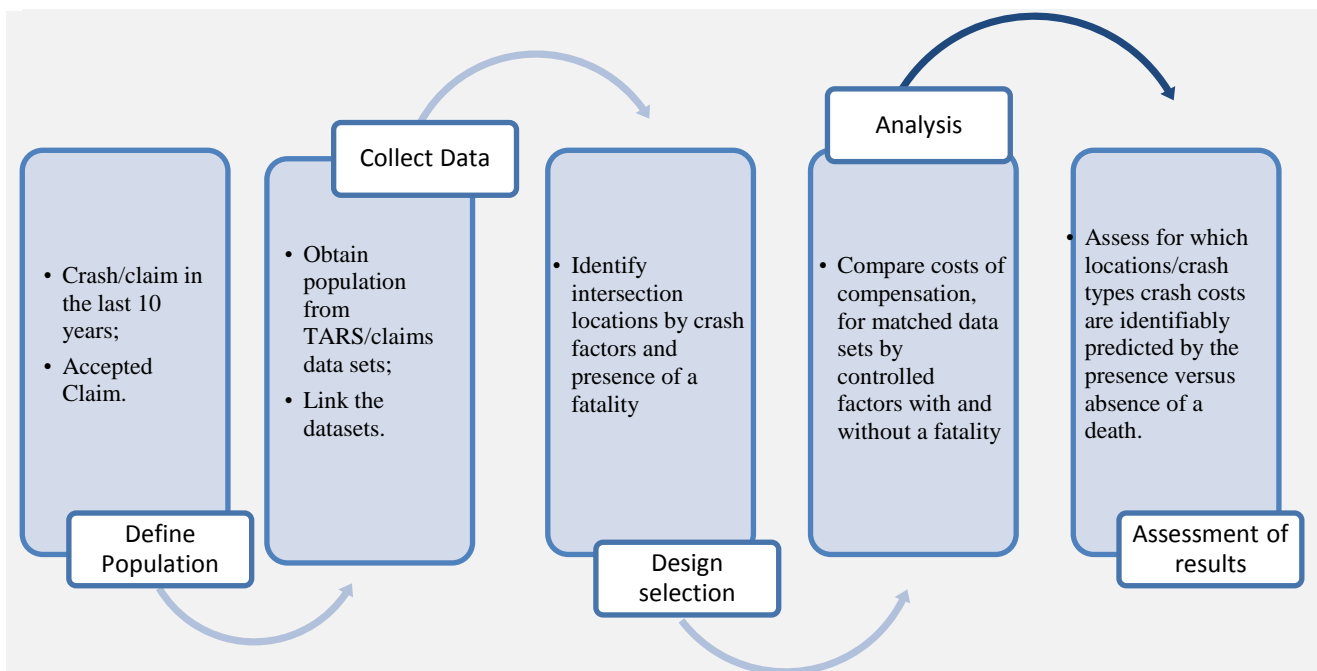 • Crash/claim in
the last 10
years;
• Accepted
Claim.
Define
Population
Collect Data
• Obtain
population
from
TARS/claims
data sets;
• Link the
datasets.
• Identify
intersection
locations by crash
factors and
presence of a
fatality
Design
selection
Analysis
• Compare costs of
compensation,
for matched data
sets by
controlled
factors with and
without a fatality
• Assess for which
locations/crash
types crash costs
are identifiably
predicted by the
presence versus
absence of a
death.
Assessment of
results